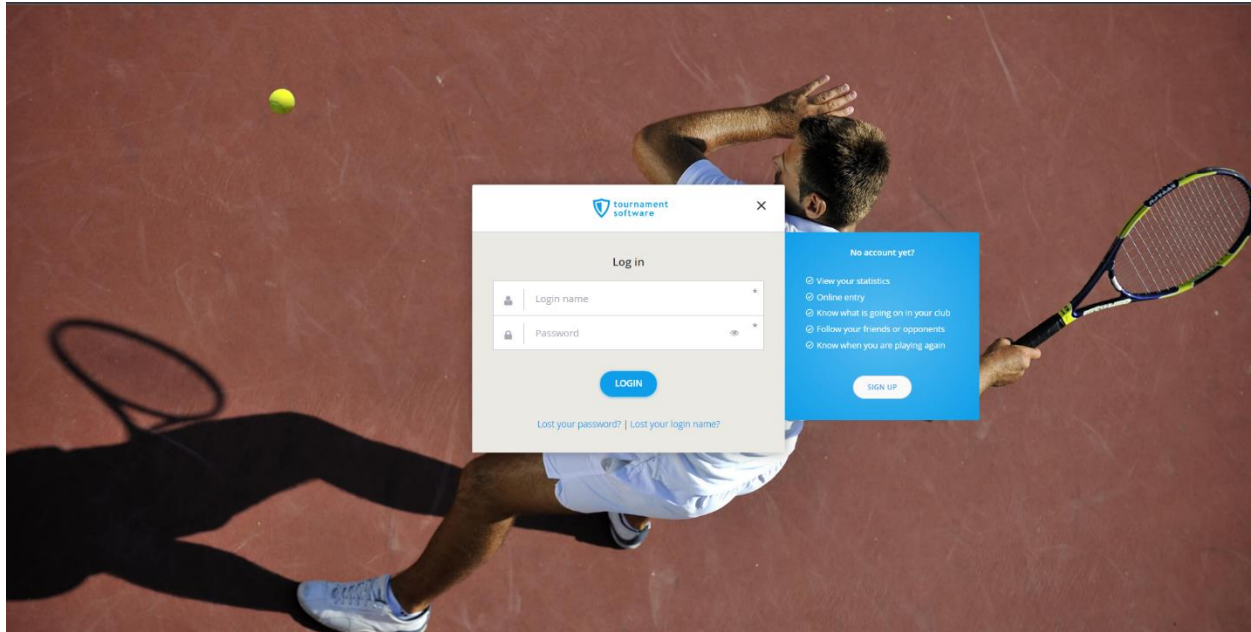 tournament
software
Log in
Login name
*
Password
*
LOGIN
Lost your password? | Lost your login name?
No account yet?
View your statistics
Online entry
Know what is going on in your club
Follow your friends or opponents
Know when you are playing again
SIGN UP